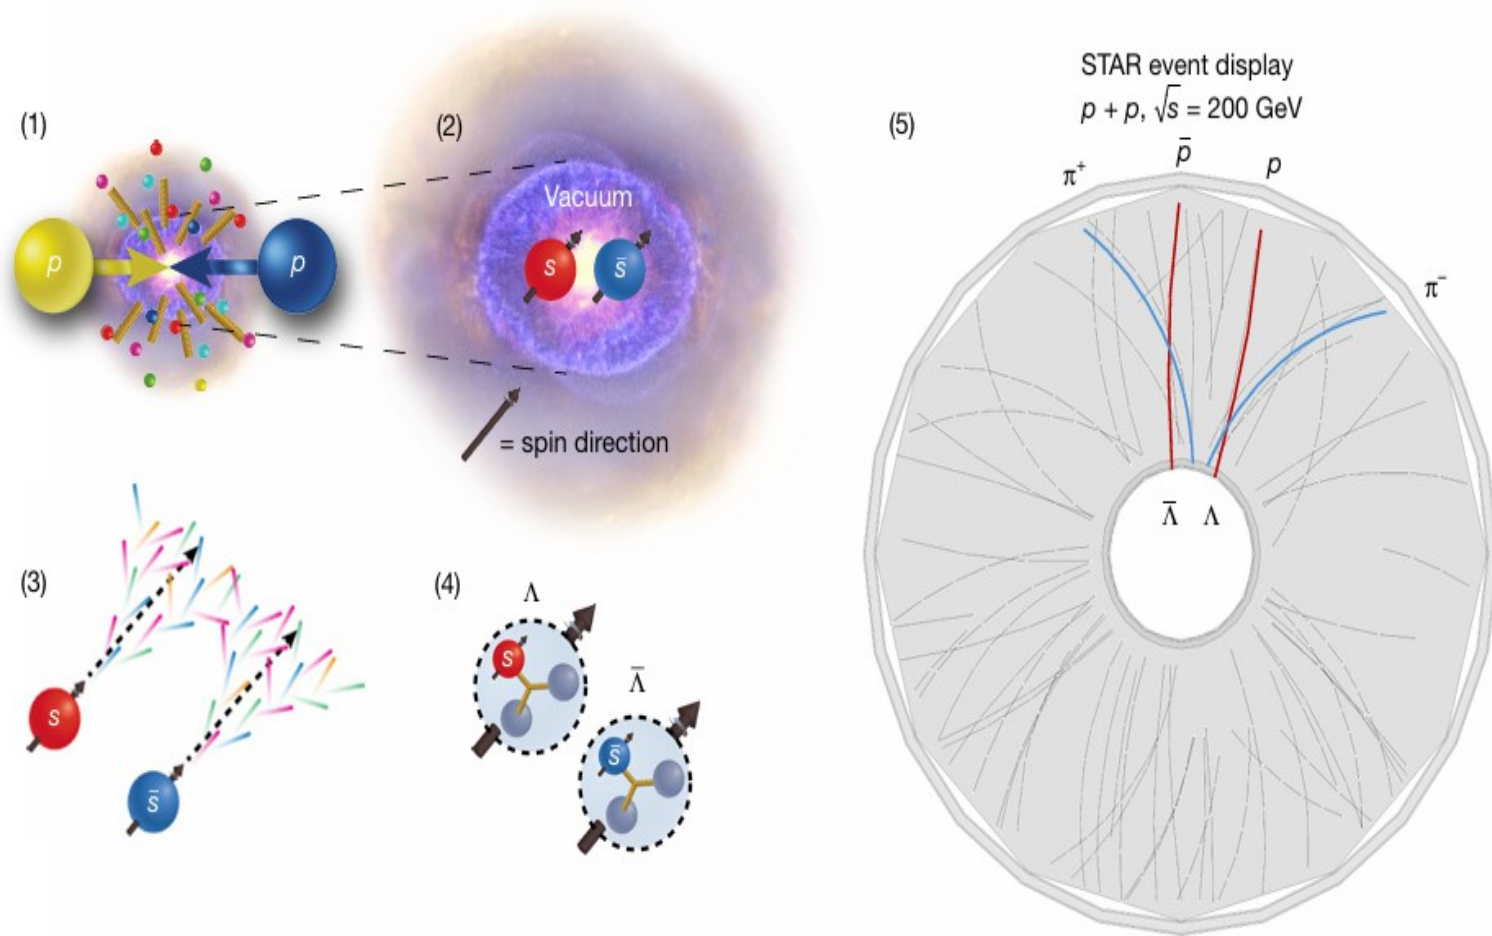 (1)
p
p
(2)
Vacuum
s
s̄
= spin direction
(3)
s
s̄
(4)
Λ
s
Λ̄
s̄
(5)
STAR event display
p + p, √s = 200 GeV
π⁺
p̄
p
π⁻
Λ̄ Λ